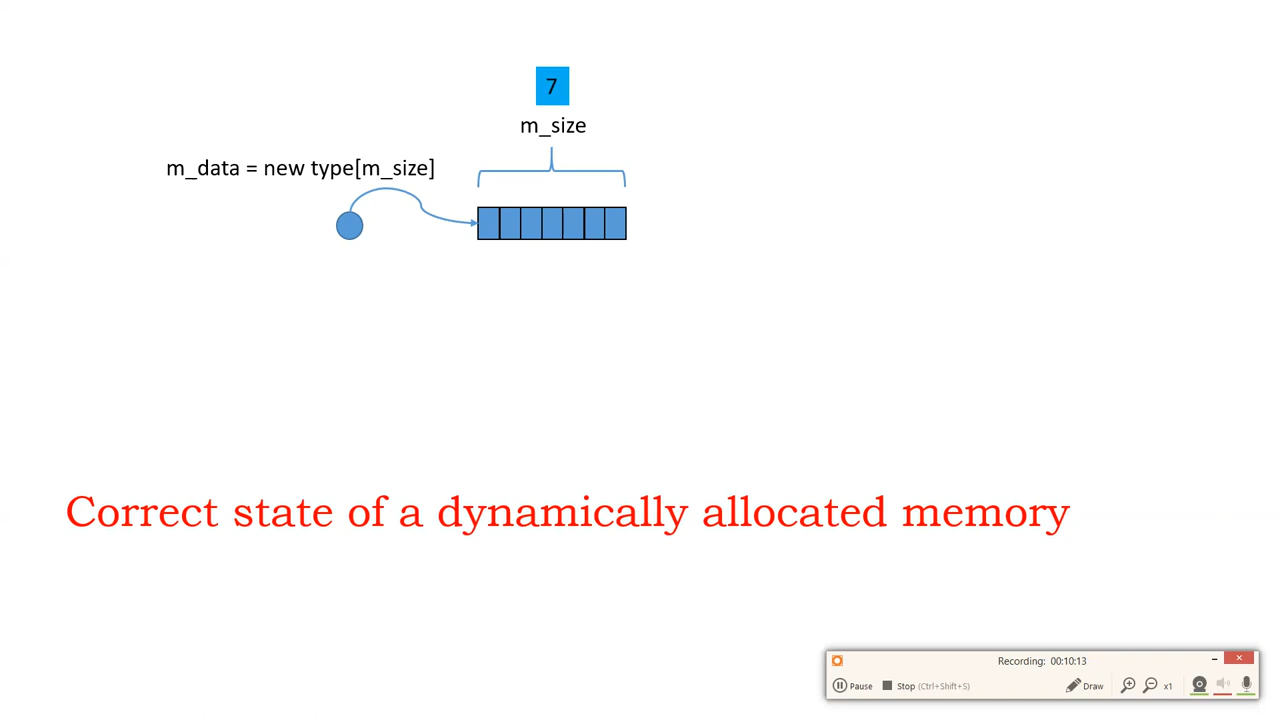 7
m_size
m_data = new type[m_size]
Correct state of a dynamically allocated memory
Recording: 00:10:13
Pause Stop (Ctrl+Shift+S) Draw x1